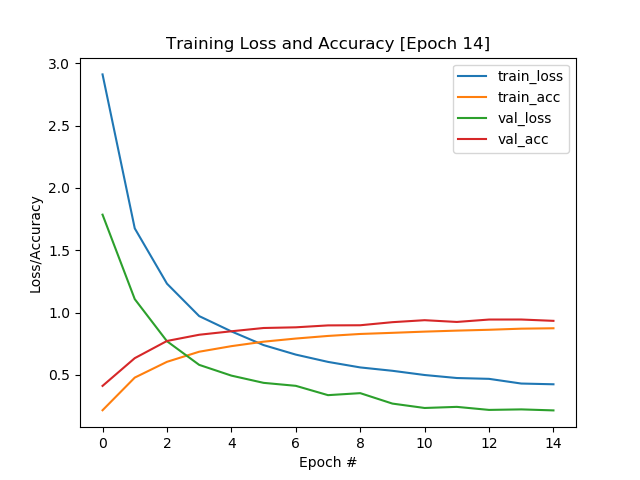 Training Loss and Accuracy [Epoch 14]
train_loss
train_acc
val_loss
val_acc
3.0
2.5
2.0
1.5
1.0
0.5
Loss/Accuracy
0 2 4 6 8 10 12 14
Epoch #